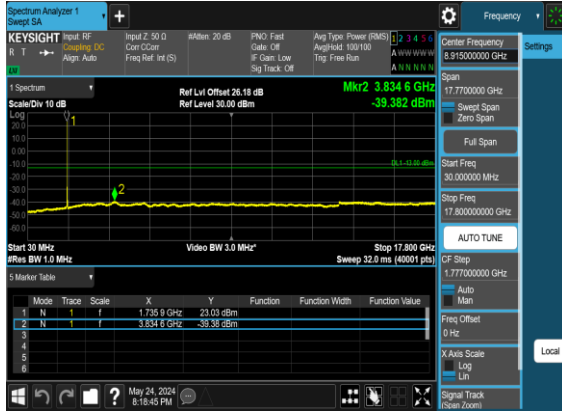 Spectrum Analyzer 1
Swept SA
+
Frequency
KEYSIGHT
R T
Input: RF
Coupling: DC
Align: Auto
Input Z: 50 Ω
Corr CCorr
Freq Ref: Int (S)
#Atten: 20 dB
PNO: Fast
Gate: Off
IF Gain: Low
Sig Track: Off
Avg Type: Power (RMS)
Avg|Hold: 100/100
Trig: Free Run
1 2 3 4 5 6
A W W W W W
A N N N N N
1 Spectrum
Scale/Div 10 dB
Ref Lvl Offset 26.18 dB
Ref Level 30.00 dBm
Mkr2 3.834 6 GHz
-39.382 dBm
Log
20.0
10.0
0.00
-10.0
-20.0
-30.0
-40.0
-50.0
-60.0
1
2
DL1 -13.00 dBm
Start 30 MHz
#Res BW 1.0 MHz
Video BW 3.0 MHz*
Stop 17.800 GHz
Sweep 32.0 ms (40001 pts)
5 Marker Table
Mode Trace Scale X Y Function Function Width Function Value
1 N 1 f 1.735 9 GHz 23.03 dBm
2 N 1 f 3.834 6 GHz -39.38 dBm
3
4
5
6
May 24, 2024
8:18:45 PM
?
Center Frequency
8.915000000 GHz
Settings
Span
17.7700000 GHz
Swept Span
Zero Span
Full Span
Start Freq
30.000000 MHz
Stop Freq
17.800000000 GHz
AUTO TUNE
CF Step
1.777000000 GHz
Auto
Man
Freq Offset
0 Hz
X Axis Scale
Log
Lin
Local
Signal Track
(Span Zoom)